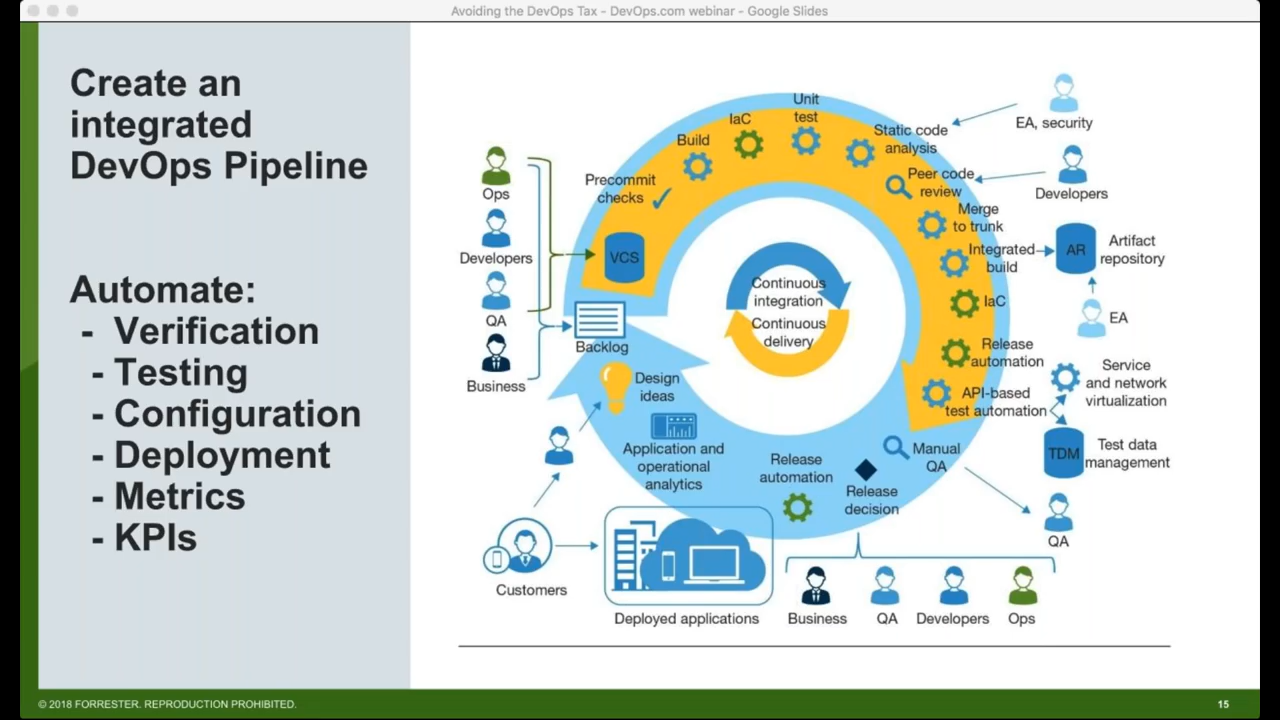 Avoiding the DevOps Tax - DevOps.com webinar - Google Slides
Create an
integrated
DevOps Pipeline
Automate:
- Verification
- Testing
- Configuration
- Deployment
- Metrics
- KPIs
Ops
Developers
QA
Business
VCS
Backlog
Precommit
checks
Build
IaC
Unit
test
Static code
analysis
Peer code
review
Merge
to trunk
Integrated
build
IaC
Release
automation
API-based
test automation
Manual
QA
Release
decision
Release
automation
Application and
operational
analytics
Design
ideas
Continuous
integration
Continuous
delivery
EA, security
Developers
AR
Artifact
repository
EA
Service
and network
virtualization
TDM
Test data
management
QA
Customers
Deployed applications
Business
QA
Developers
Ops
© 2018 FORRESTER. REPRODUCTION PROHIBITED.
15